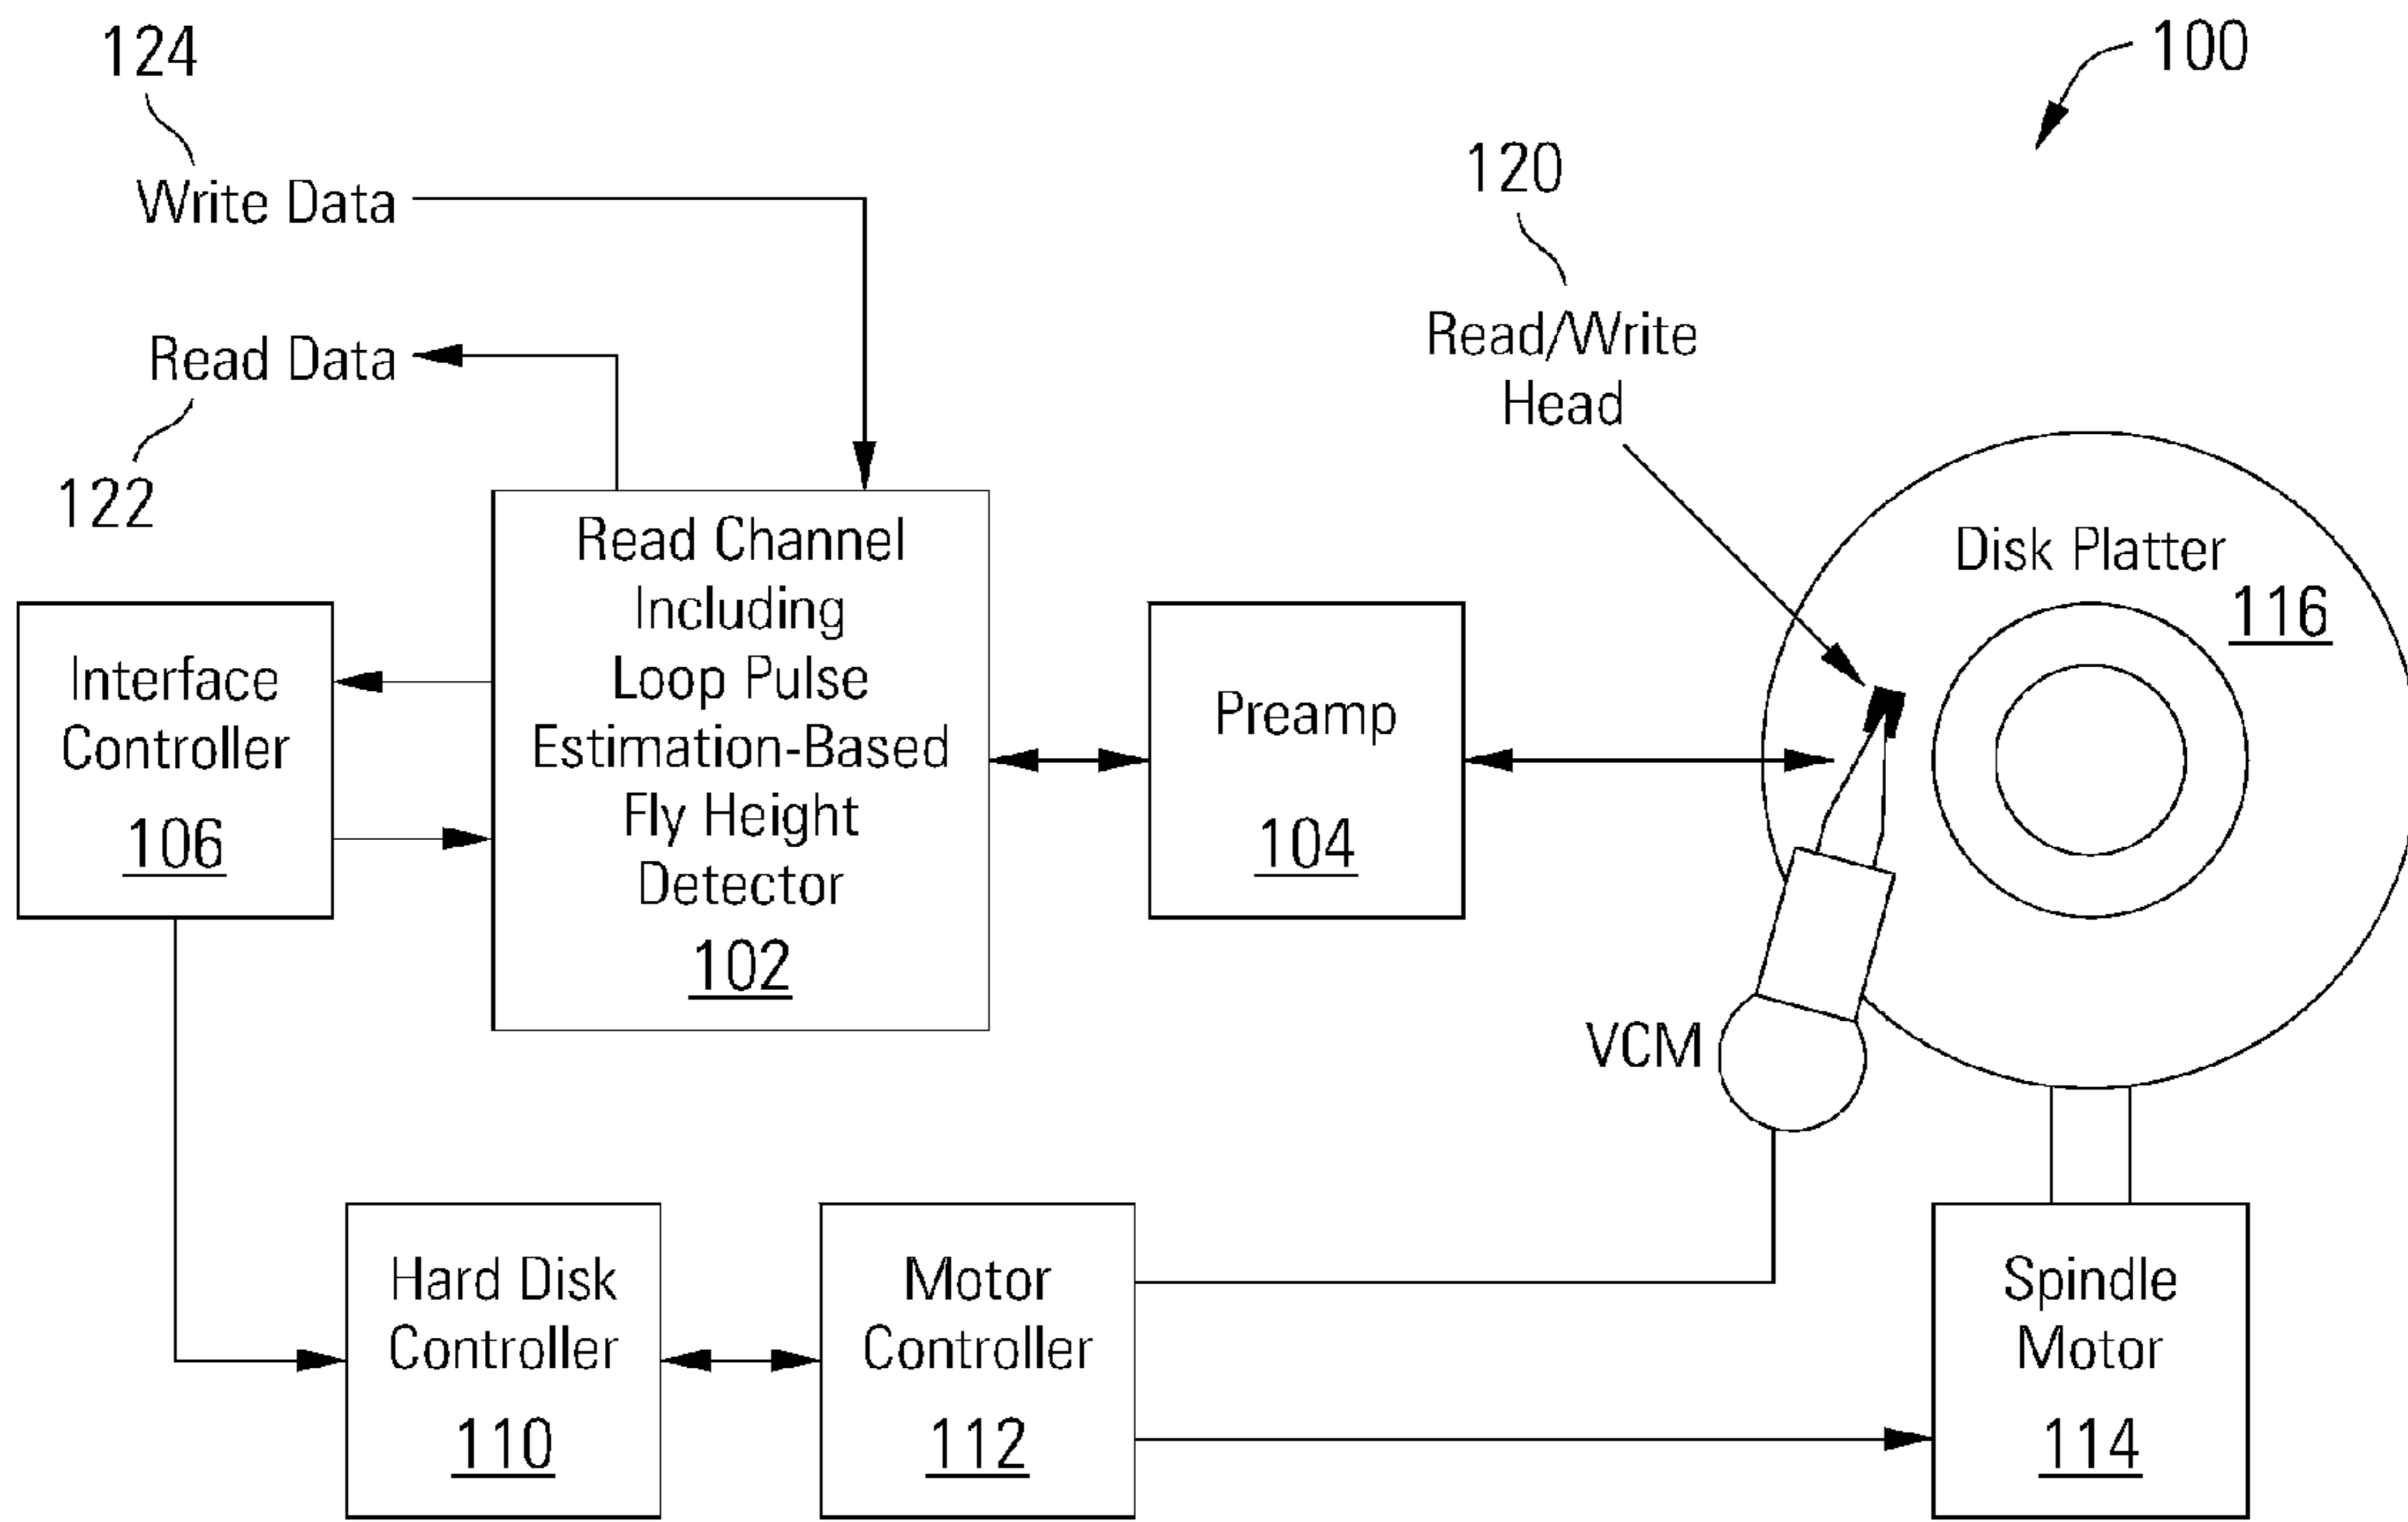 124
Write Data
Read Data
122
100
120
Read/Write
Head
Disk Platter
116
Read Channel
Including
Loop Pulse
Estimation-Based
Fly Height
Detector
102
Interface
Controller
106
Preamp
104
VCM
Hard Disk
Controller
110
Motor
Controller
112
Spindle
Motor
114